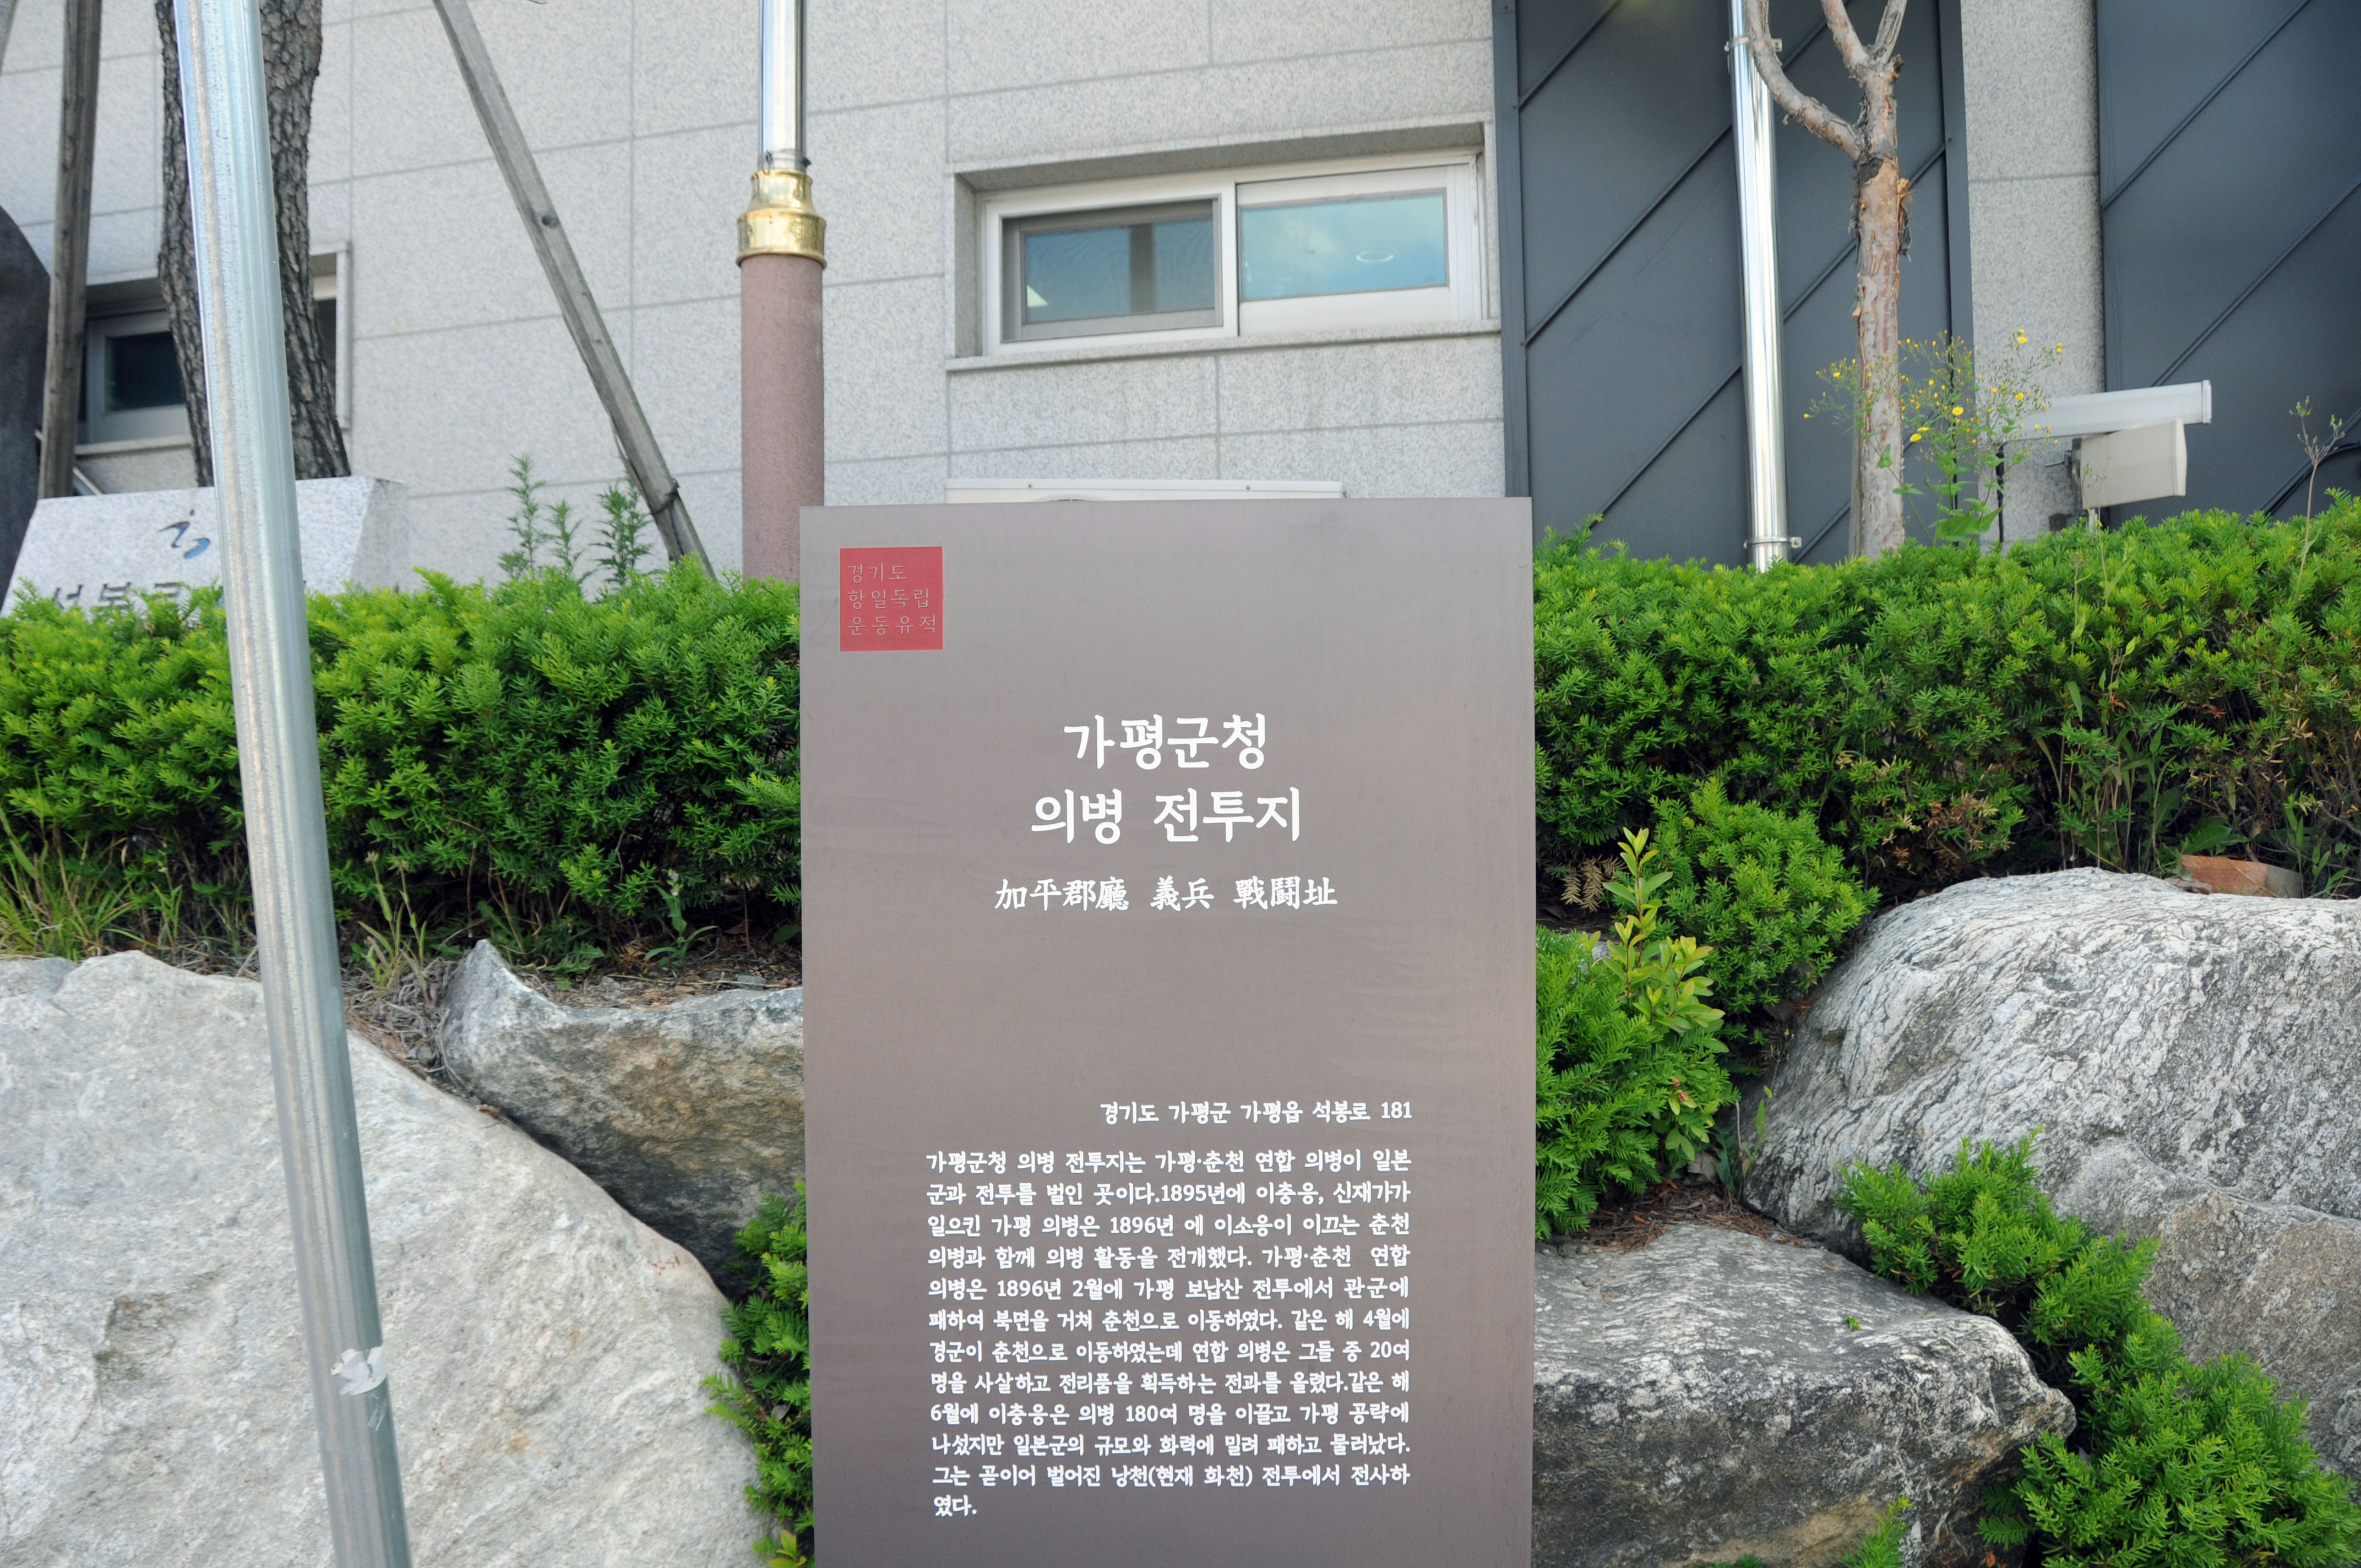 경기도
항일독립
운동유적
가평군청
의병 전투지
加平郡廳 義兵 戰鬪址
경기도 가평군 가평읍 석봉로 181
가평군청 의병 전투지는 가평·춘천 연합 의병이 일본
군과 전투를 벌인 곳이다.1895년에 이충응, 신재가가
일으킨 가평 의병은 1896년 에 이소응이 이끄는 춘천
의병과 함께 의병 활동을 전개했다. 가평·춘천 연합
의병은 1896년 2월에 가평 보납산 전투에서 관군에
패하여 북면을 거쳐 춘천으로 이동하였다. 같은 해 4월에
경군이 춘천으로 이동하였는데 연합 의병은 그들 중 20여
명을 사살하고 전리품을 획득하는 전과를 올렸다.같은 해
6월에 이충응은 의병 180여 명을 이끌고 가평 공략에
나섰지만 일본군의 규모와 화력에 밀려 패하고 물러났다.
그는 곧이어 벌어진 낭천(현재 화천) 전투에서 전사하
였다.